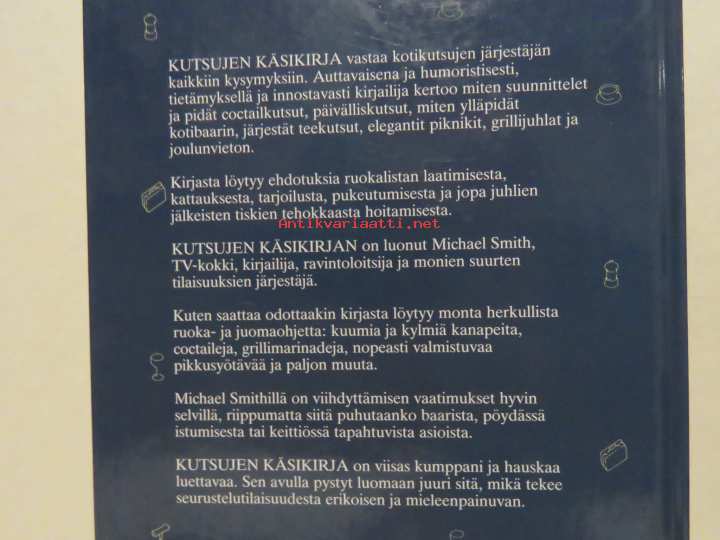 KUTSUJEN KÄSIKIRJA vastaa kotikutsujen järjestäjän
kaikkiin kysymyksiin. Auttavaisena ja humoristisesti,
tietämyksellä ja innostavasti kirjailija kertoo miten suunnittelet
ja pidät coctailkutsut, päivälliskutsut, miten ylläpidät
kotibaarin, järjestät teekutsut, elegantit piknikit, grillijuhlat ja
joulunvieton.
Kirjasta löytyy ehdotuksia ruokalistan laatimisesta,
kattauksesta, tarjoilusta, pukeutumisesta ja jopa juhlien
jälkeisten tiskien tehokkaasta hoitamisesta.
Antikvariaatti.net
KUTSUJEN KÄSIKIRJAN on luonut Michael Smith,
TV-kokki, kirjailija, ravintoloitsija ja monien suurten
tilaisuuksien järjestäjä.
Kuten saattaa odottaakin kirjasta löytyy monta herkullista
ruoka- ja juomaohjetta: kuumia ja kylmiä kanapeita,
coctaileja, grillimarinadeja, nopeasti valmistuvaa
pikkusyötävää ja paljon muuta.
Michael Smithillä on viihdyttämisen vaatimukset hyvin
selvillä, riippumatta siitä puhutaanko baarista, pöydässä
istumisesta tai keittiössä tapahtuvista asioista.
KUTSUJEN KÄSIKIRJA on viisas kumppani ja hauskaa
luettavaa. Sen avulla pystyt luomaan juuri sitä, mikä tekee
seurustelutilaisuudesta erikoisen ja mieleenpainuvan.